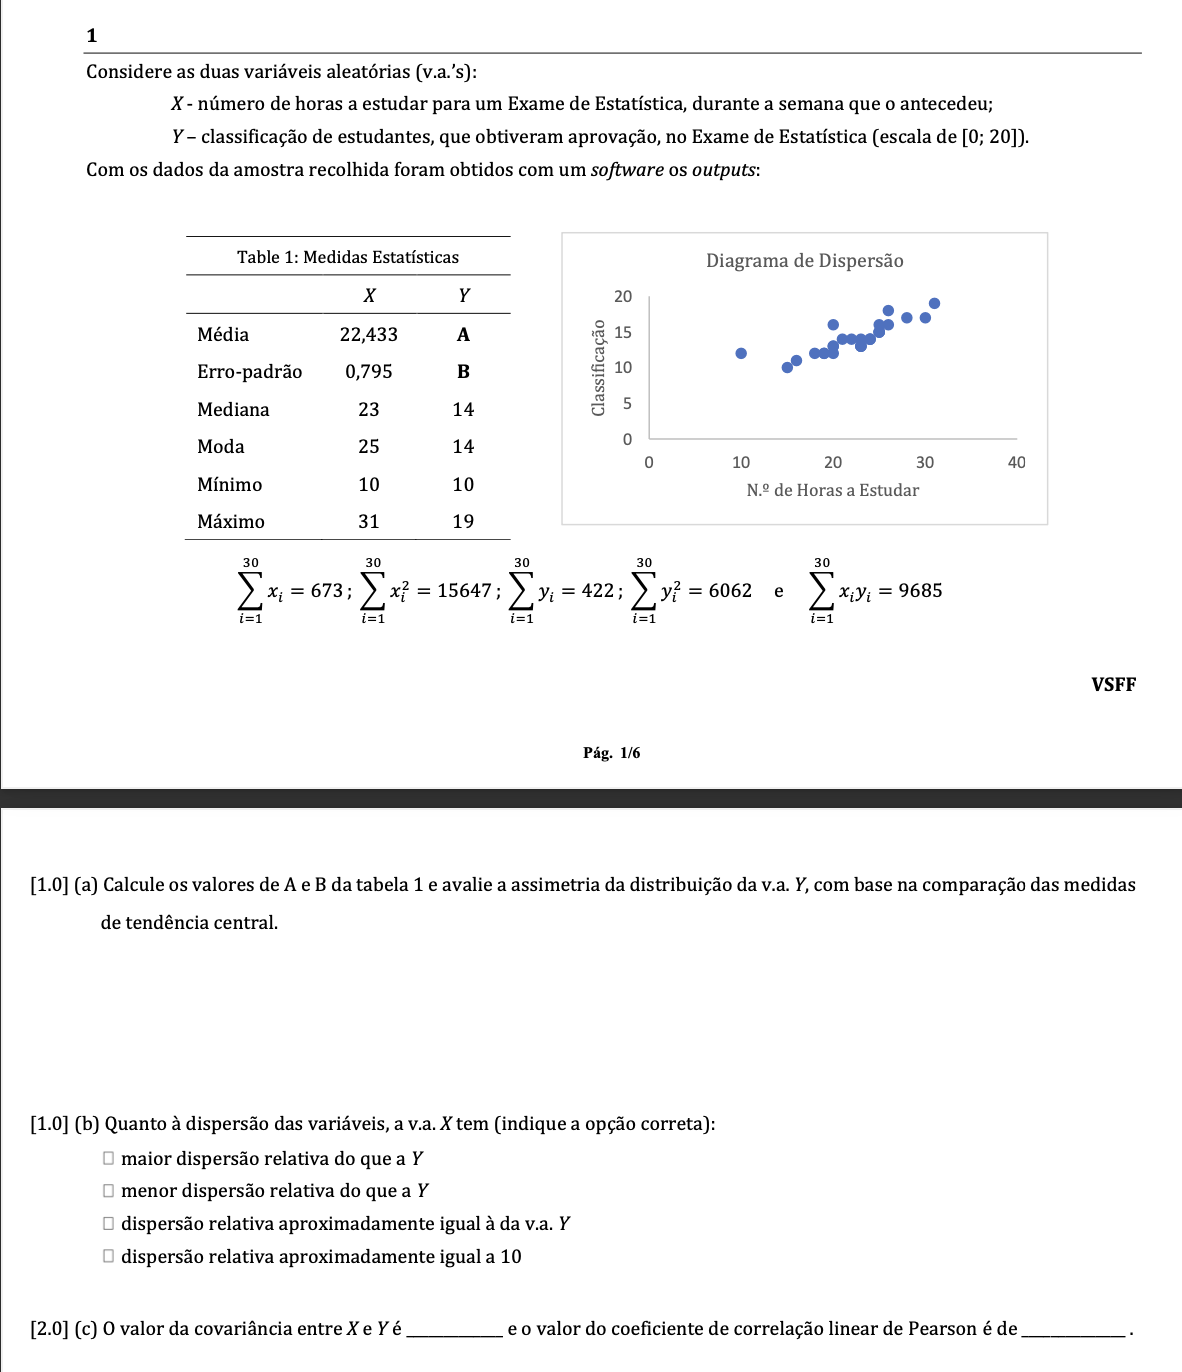 1
Considere as duas variáveis aleatórias (v.a.’s):
X - número de horas a estudar para um Exame de Estatística, durante a semana que o antecedeu;
Y – classificação de estudantes, que obtiveram aprovação, no Exame de Estatística (escala de [0; 20]).
Com os dados da amostra recolhida foram obtidos com um software os outputs:
Table 1: Medidas Estatísticas
X Y
Média 22,433 A
Erro-padrão 0,795 B
Mediana 23 14
Moda 25 14
Mínimo 10 10
Máximo 31 19
Diagrama de Dispersão
Classificação
20
15
10
5
0
0 10 20 30 40
N.º de Horas a Estudar
∑_{i=1}^{30} x_i = 673 ; ∑_{i=1}^{30} x_i^2 = 15647 ; ∑_{i=1}^{30} y_i = 422 ; ∑_{i=1}^{30} y_i^2 = 6062 e ∑_{i=1}^{30} x_i y_i = 9685
VSFF
Pág. 1/6
[1.0] (a) Calcule os valores de A e B da tabela 1 e avalie a assimetria da distribuição da v.a. Y, com base na comparação das medidas
de tendência central.
[1.0] (b) Quanto à dispersão das variáveis, a v.a. X tem (indique a opção correta):
☐ maior dispersão relativa do que a Y
☐ menor dispersão relativa do que a Y
☐ dispersão relativa aproximadamente igual à da v.a. Y
☐ dispersão relativa aproximadamente igual a 10
[2.0] (c) O valor da covariância entre X e Y é __________ e o valor do coeficiente de correlação linear de Pearson é de ___________ .